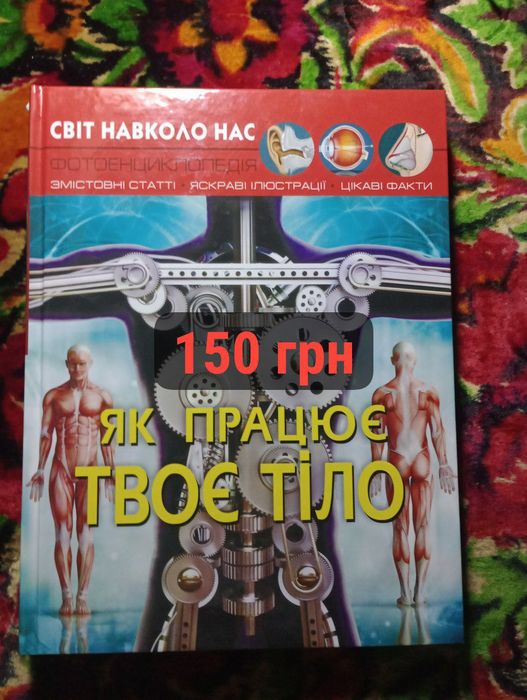 СВІТ НАВКОЛО НАС
ФОТОЕНЦИКЛОПЕДІЯ
ЗМІСТОВНІ СТАТТІ · ЯСКРАВІ ІЛЮСТРАЦІЇ · ЦІКАВІ ФАКТИ
150 грн
ЯК ПРАЦЮЄ
ТВОЄ ТІЛО